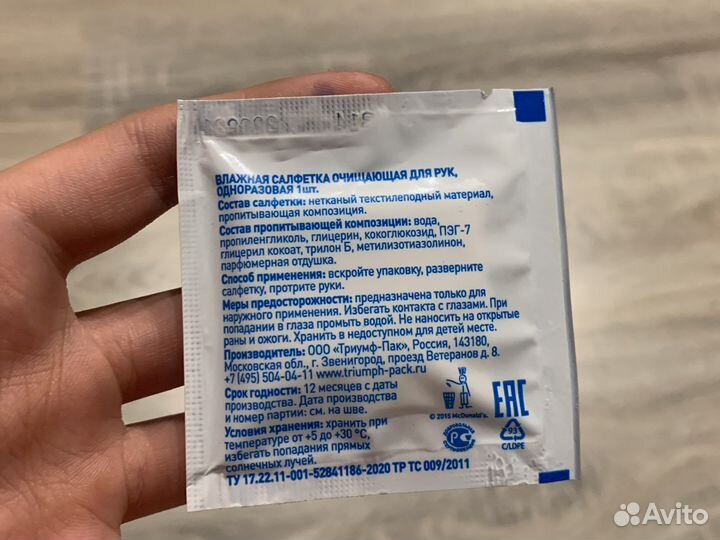 ВЛАЖНАЯ САЛФЕТКА ОЧИЩАЮЩАЯ ДЛЯ РУК,
ОДНОРАЗОВАЯ 1шт.
Состав салфетки: нетканый текстилеподный материал,
пропитывающая композиция.
Состав пропитывающей композиции: вода,
пропиленгликоль, глицерин, кокоглюкозид, ПЭГ-7
глицерил кокоат, трилон Б, метилизотиазолинон,
парфюмерная отдушка.
Способ применения: вскройте упаковку, разверните
салфетку, протрите руки.
Меры предосторожности: предназначена только для
наружного применения. Избегать контакта с глазами. При
попадании в глаза промыть водой. Не наносить на открытые
раны и ожоги. Хранить в недоступном для детей месте.
Производитель: ООО «Триумф-Пак», Россия, 143180,
Московская обл., г. Звенигород, проезд Ветеранов д. 8.
+7 (495) 504-04-11 www.triumph-pack.ru
Срок годности: 12 месяцев с даты
производства. Дата производства
и номер партии: см. на шве.
Условия хранения: хранить при
температуре от +5 до +30 °C,
избегать попадания прямых
солнечных лучей.
ТУ 17.22.11-001-52841186-2020 ТР ТС 009/2011
© 2015 McDonald's.
EAC
ДОБРОВОЛЬНАЯ СЕРТИФИКАЦИЯ
93
C/LDPE
Avito